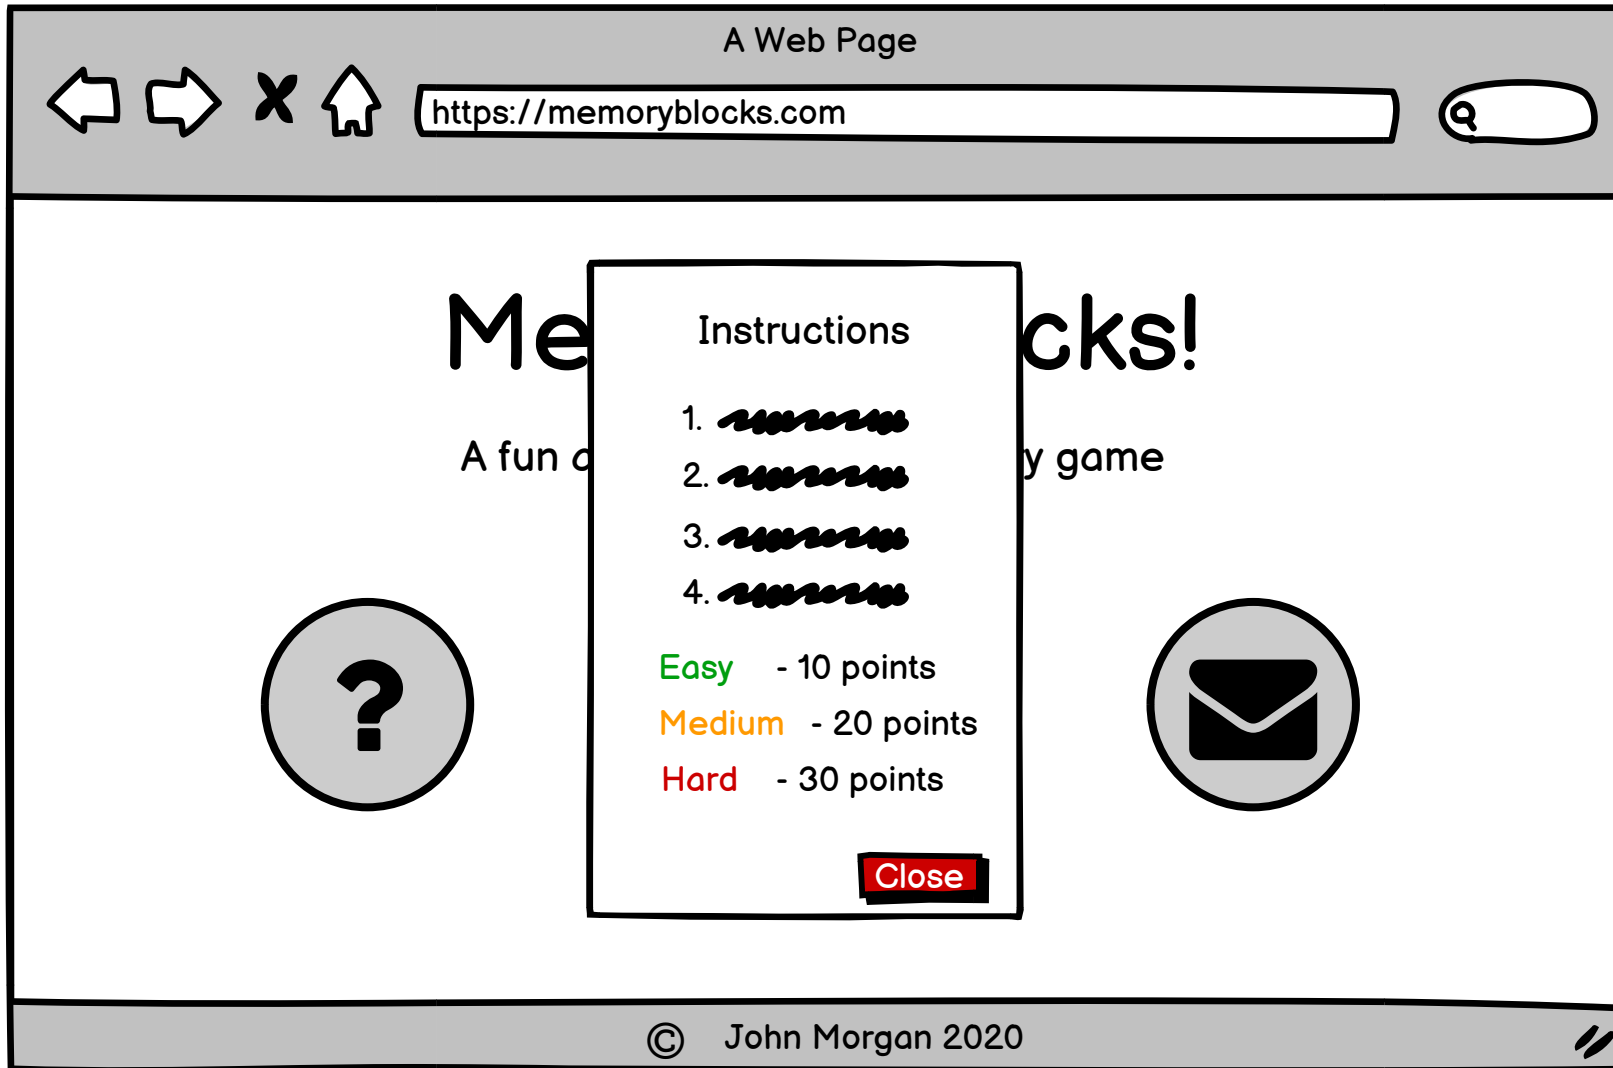 A Web Page
https://memoryblocks.com
Me cks!
Instructions
1.
A fun y game
2.
3.
4.
?
Easy - 10 points
Medium - 20 points
Hard - 30 points
Close
© John Morgan 2020